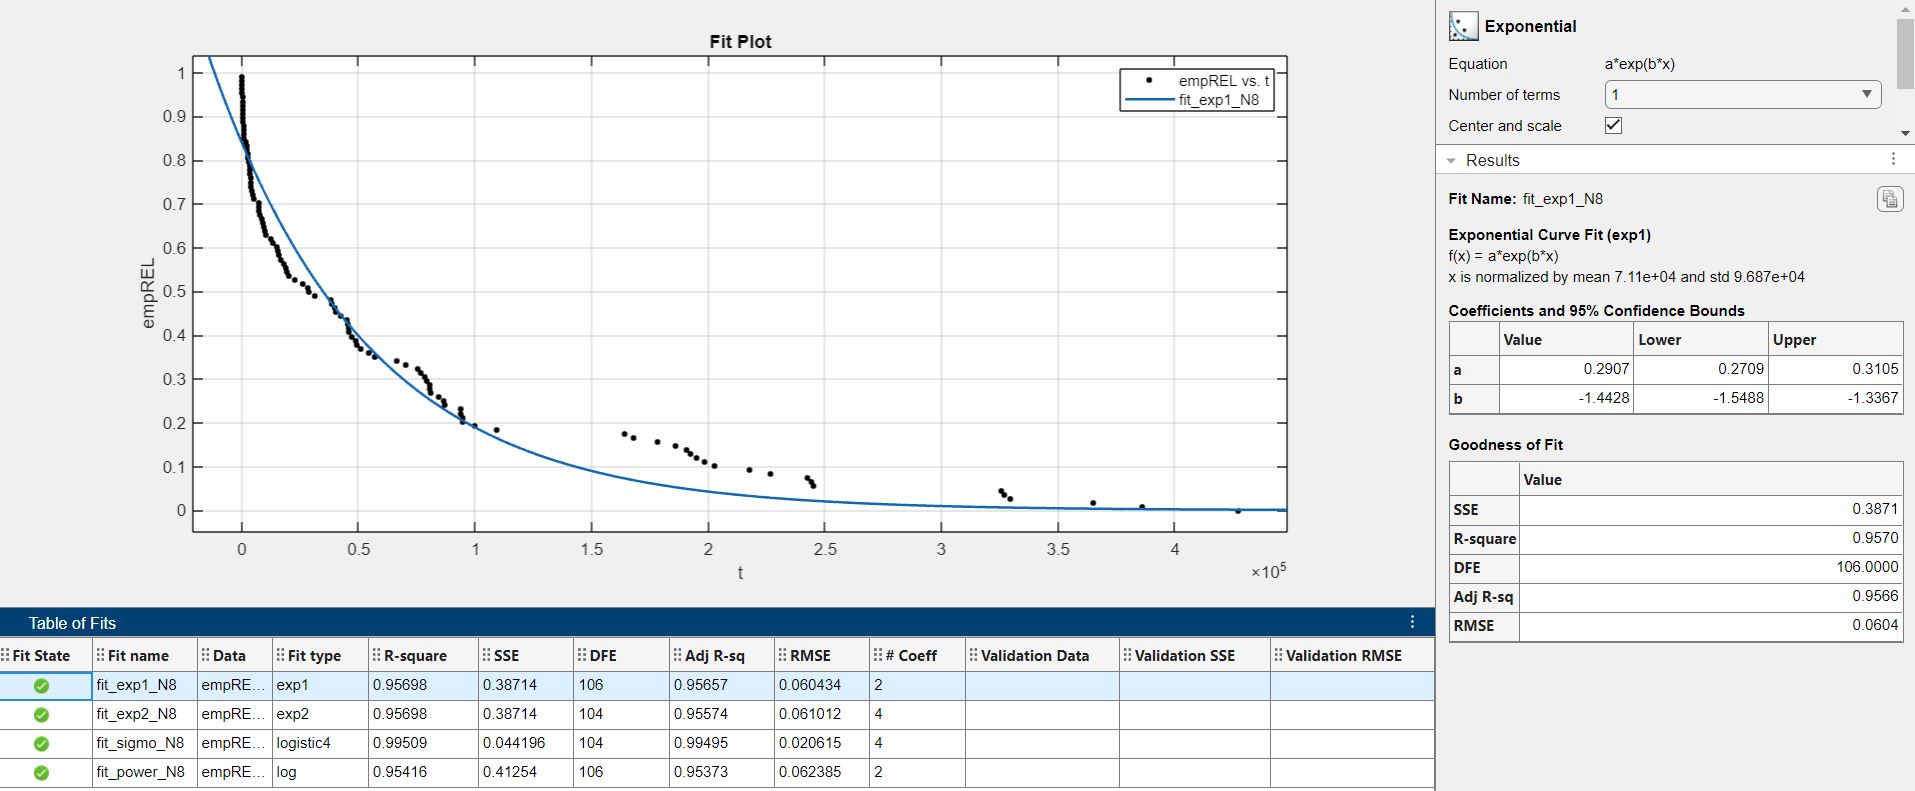 Fit Plot
empREL vs. t
fit_exp1_N8
1
0.9
0.8
0.7
0.6
0.5
0.4
0.3
0.2
0.1
0
empREL
0 0.5 1 1.5 2 2.5 3 3.5 4
t
×10⁵
Exponential
Equation a*exp(b*x)
Number of terms 1
Center and scale
Results
Fit Name: fit_exp1_N8
Exponential Curve Fit (exp1)
f(x) = a*exp(b*x)
x is normalized by mean 7.11e+04 and std 9.687e+04
Coefficients and 95% Confidence Bounds
Value Lower Upper
a 0.2907 0.2709 0.3105
b -1.4428 -1.5488 -1.3367
Goodness of Fit
Value
SSE 0.3871
R-square 0.9570
DFE 106.0000
Adj R-sq 0.9566
RMSE 0.0604
Table of Fits
Fit State Fit name Data Fit type R-square SSE DFE Adj R-sq RMSE # Coeff Validation Data Validation SSE Validation RMSE
fit_exp1_N8 empRE... exp1 0.95698 0.38714 106 0.95657 0.060434 2
fit_exp2_N8 empRE... exp2 0.95698 0.38714 104 0.95574 0.061012 4
fit_sigmo_N8 empRE... logistic4 0.99509 0.044196 104 0.99495 0.020615 4
fit_power_N8 empRE... log 0.95416 0.41254 106 0.95373 0.062385 2